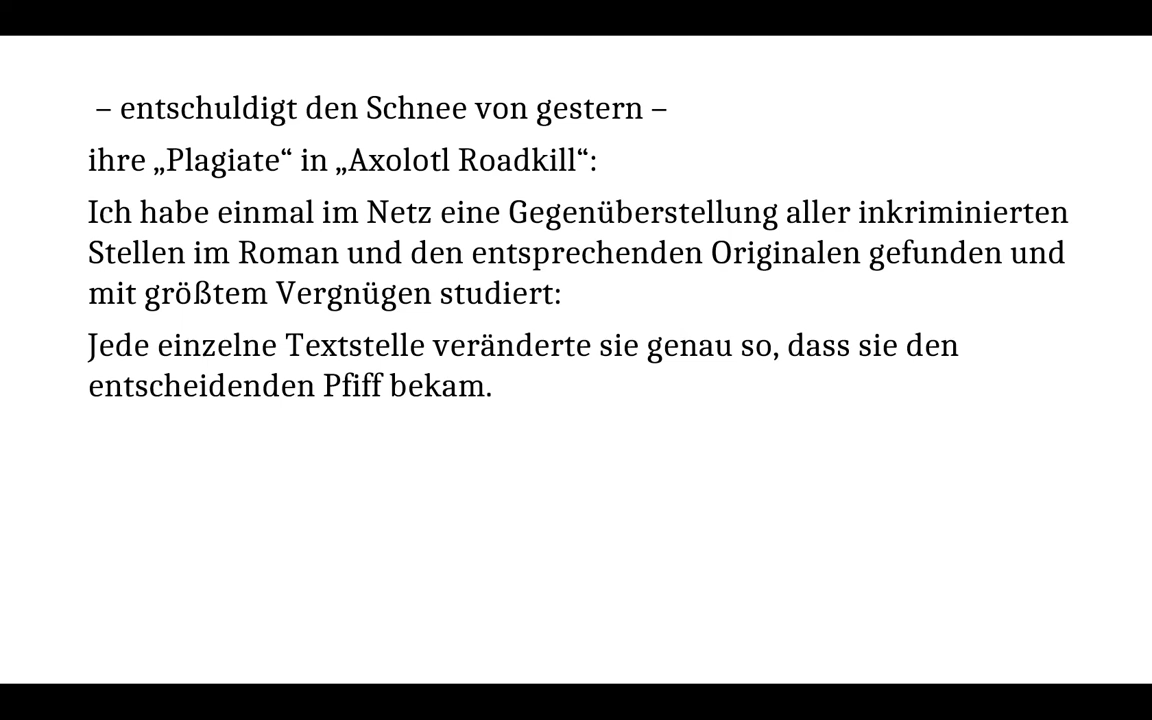 – entschuldigt den Schnee von gestern –
ihre „Plagiate“ in „Axolotl Roadkill“:
Ich habe einmal im Netz eine Gegenüberstellung aller inkriminierten
Stellen im Roman und den entsprechenden Originalen gefunden und
mit größtem Vergnügen studiert:
Jede einzelne Textstelle veränderte sie genau so, dass sie den
entscheidenden Pfiff bekam.